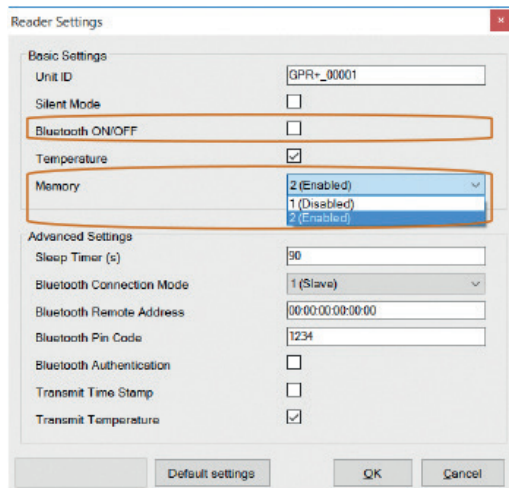 Reader Settings
Basic Settings
Unit ID GPR+_00001
Silent Mode
Bluetooth ON/OFF
Temperature
Memory 2 (Enabled)
1 (Disabled)
2 (Enabled)
Advanced Settings
Sleep Timer (s) 90
Bluetooth Connection Mode 1 (Slave)
Bluetooth Remote Address 00:00:00:00:00:00
Bluetooth Pin Code 1234
Bluetooth Authentication
Transmit Time Stamp
Transmit Temperature
Default settings OK Cancel